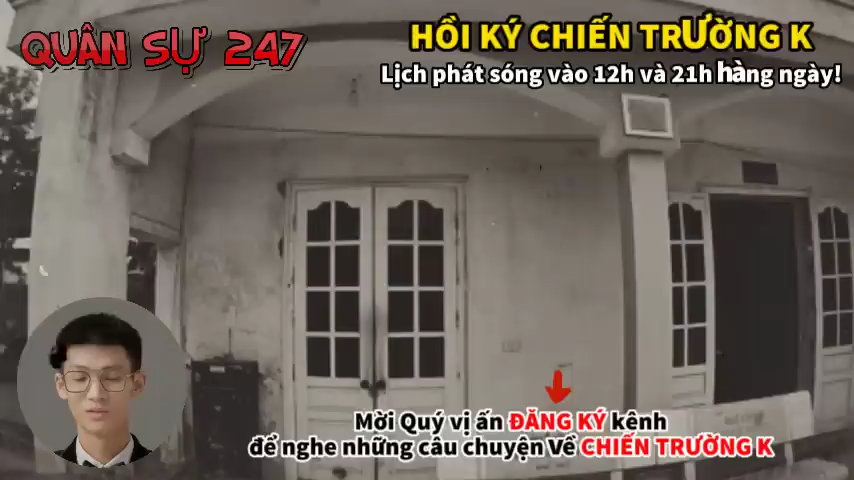 QUÂN SỰ 247
HỒI KÝ CHIẾN TRƯỜNG K
Lịch phát sóng vào 12h và 21h hàng ngày!
Mời Quý vị ấn ĐĂNG KÝ kênh
để nghe những câu chuyện Về CHIẾN TRƯỜNG K